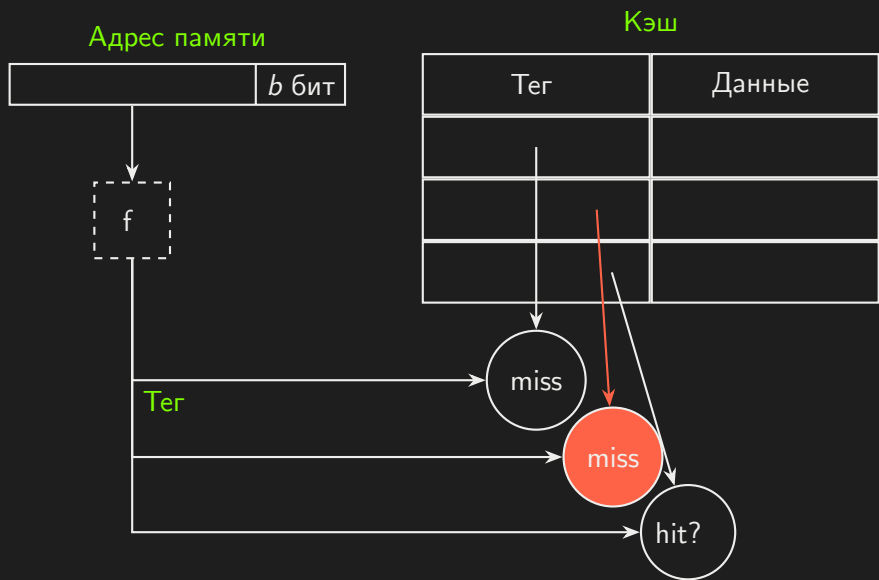 Адрес памяти
Кэш
b бит
Тег
Данные
f
miss
Тег
miss
hit?